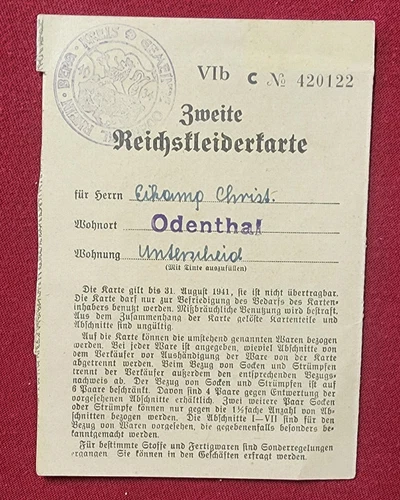 VIb C № 420122
Zweite
Reichskleiderkarte
für Herrn Eikamp Christ.
Wohnort Odenthal
Wohnung Unterscheid
(Mit Tinte auszufüllen)
Die Karte gilt bis 31. August 1941, sie ist nicht übertragbar.
Die Karte darf nur zur Befriedigung des Bedarfs des Karten-
inhabers benutzt werden. Mißbräuchliche Benutzung wird bestraft.
Aus dem Zusammenhang der Karte gelöste Kartenteile und
Abschnitte sind ungültig.
Auf die Karte können die umstehend genannten Waren bezogen
werden. Bei jeder Ware ist angegeben, wieviel Abschnitte von
dem Verkäufer vor Aushändigung der Ware von der Karte
abgetrennt werden. Beim Bezug von Socken und Strümpfen
trennt der Verkäufer außerdem den entsprechenden Bezugs-
nachweis ab. Der Bezug von Socken und Strümpfen ist auf
6 Paare beschränkt. Davon sind 4 Paare gegen Entwertung der
vorgesehenen Abschnitte erhältlich. Zwei weitere Paar Socken
oder Strümpfe können nur gegen die 1½fache Anzahl von Ab-
schnitten bezogen werden. Die Abschnitte I—VII sind für den
Bezug von Waren vorgesehen, die gegebenenfalls besonders be-
kanntgemacht werden.
Für bestimmte Stoffe und Fertigwaren sind Sonderregelungen
ergangen. Sie können in den Geschäften erfragt werden.